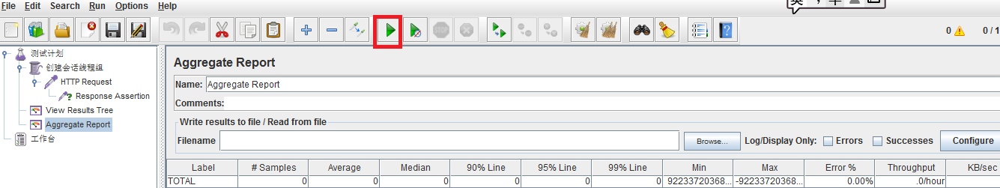 File Edit Search Run Options Help
英 ， 半
0 0 / 1
测试计划
创建会话线程组
HTTP Request
Response Assertion
View Results Tree
Aggregate Report
工作台
Aggregate Report
Name: Aggregate Report
Comments:
Write results to file / Read from file
Filename Browse... Log/Display Only: Errors Successes Configure
Label # Samples Average Median 90% Line 95% Line 99% Line Min Max Error % Throughput KB/sec
TOTAL 0 0 0 0 0 0 92233720368... -92233720368... 0.00% .0/hour